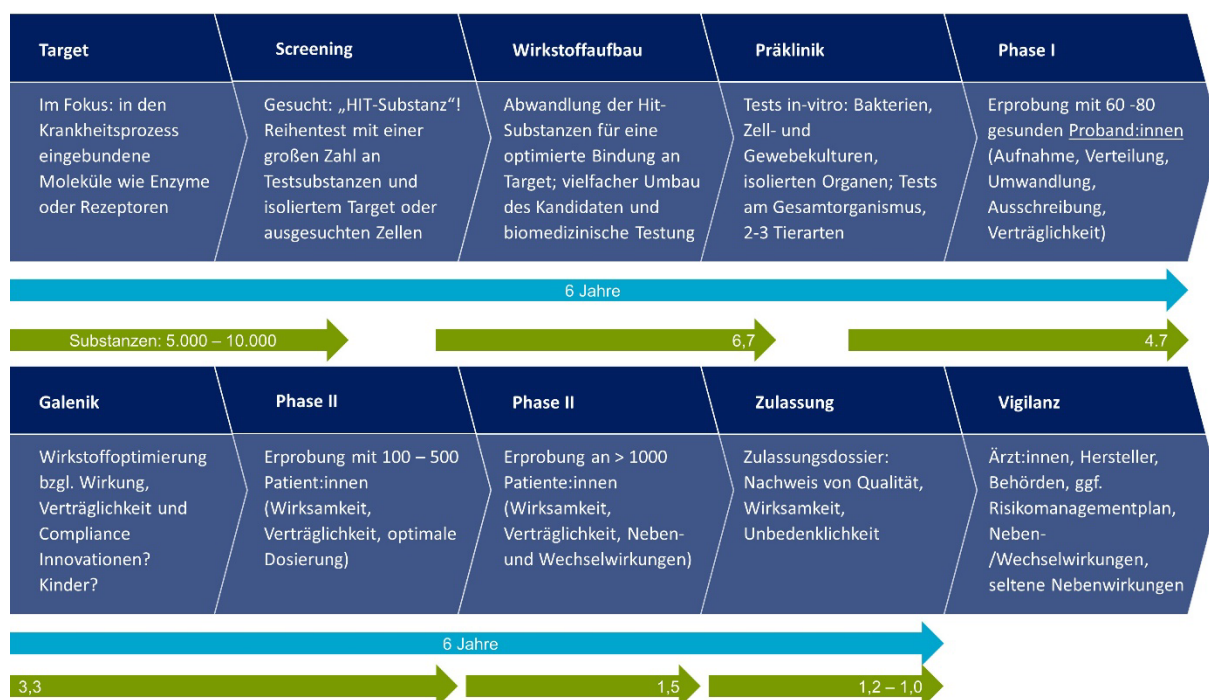 Target
Im Fokus: in den
Krankheitsprozess
eingebundene
Moleküle wie Enzyme
oder Rezeptoren
Screening
Gesucht: „HIT-Substanz“!
Reihentest mit einer
großen Zahl an
Testsubstanzen und
isoliertem Target oder
ausgesuchten Zellen
Wirkstoffaufbau
Abwandlung der Hit-
Substanzen für eine
optimierte Bindung an
Target; vielfacher Umbau
des Kandidaten und
biomedizinische Testung
Präklinik
Tests in-vitro: Bakterien,
Zell- und
Gewebekulturen,
isolierten Organen; Tests
am Gesamtorganismus,
2-3 Tierarten
Phase I
Erprobung mit 60 -80
gesunden Proband:innen
(Aufnahme, Verteilung,
Umwandlung,
Ausschreibung,
Verträglichkeit)
6 Jahre
Substanzen: 5.000 – 10.000
6,7
4.7
Galenik
Wirkstoffoptimierung
bzgl. Wirkung,
Verträglichkeit und
Compliance
Innovationen?
Kinder?
Phase II
Erprobung mit 100 – 500
Patient:innen
(Wirksamkeit,
Verträglichkeit, optimale
Dosierung)
Phase II
Erprobung an > 1000
Patiente:innen
(Wirksamkeit,
Verträglichkeit, Neben-
und Wechselwirkungen)
Zulassung
Zulassungsdossier:
Nachweis von Qualität,
Wirksamkeit,
Unbedenklichkeit
Vigilanz
Ärzt:innen, Hersteller,
Behörden, ggf.
Risikomanagementplan,
Neben-
/Wechselwirkungen,
seltene Nebenwirkungen
6 Jahre
3,3
1,5
1,2 – 1,0